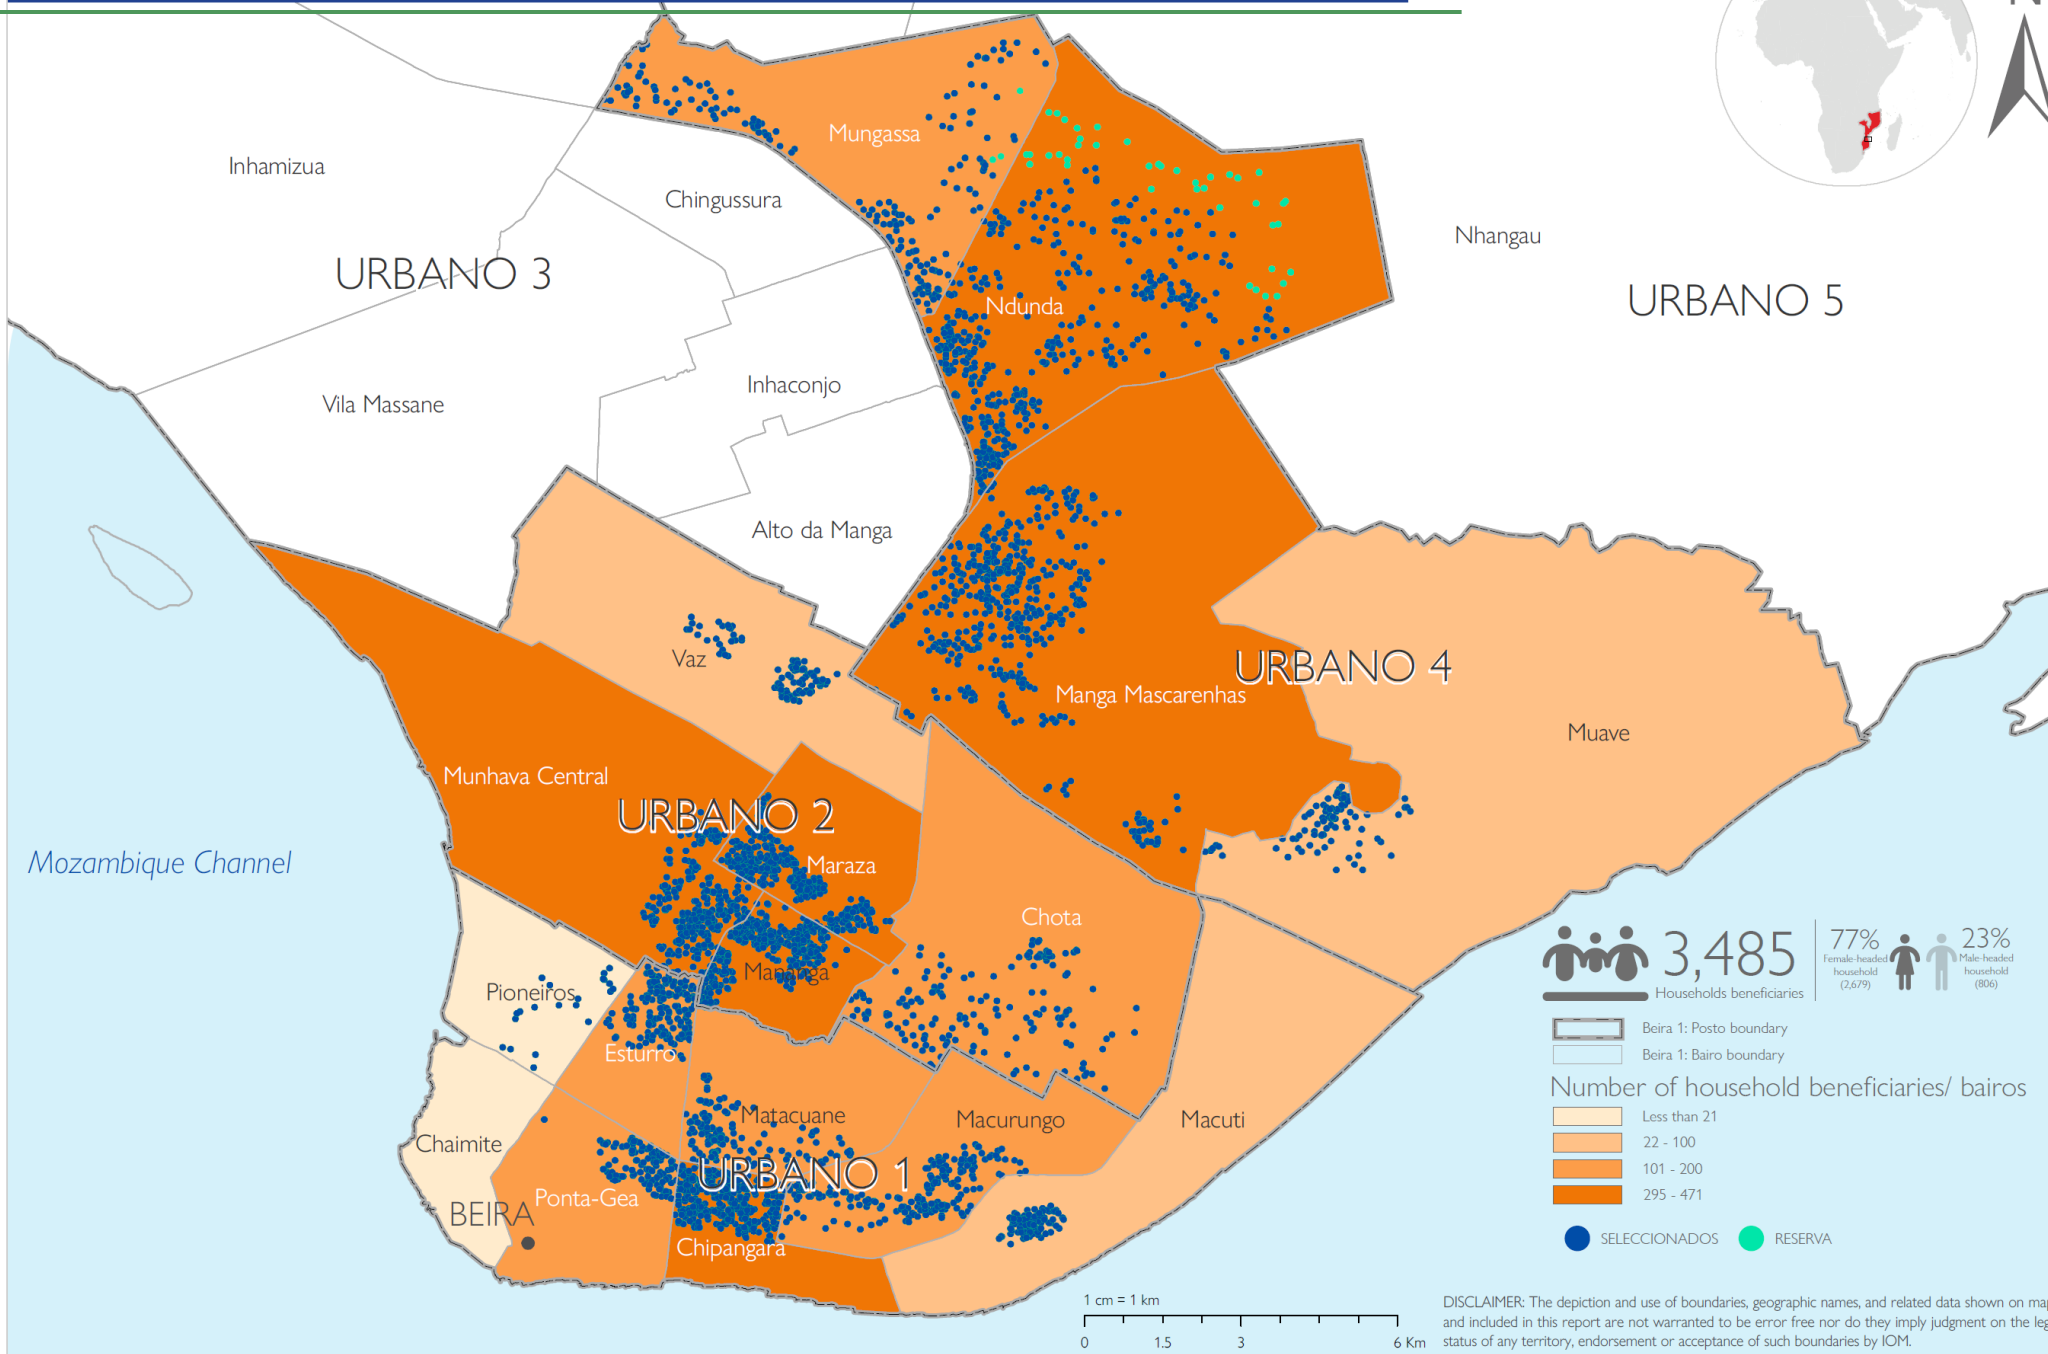 N
Mungassa
Inhamizua
Chingussura
Nhangau
URBANO 3
URBANO 5
Ndunda
Inhaconjo
Vila Massane
Alto da Manga
Vaz
URBANO 4
Manga Mascarenhas
Muave
Munhava Central
URBANO 2
Mozambique Channel
Maraza
Chota
Mananga
Pioneiros
Esturro
Matacuane
Macurungo
Macuti
Chaimite
URBANO 1
Ponta-Gea
BEIRA
Chipangara
3,485
Households beneficiaries
77%
Female-headed
household
(2,679)
23%
Male-headed
household
(806)
Beira 1: Posto boundary
Beira 1: Bairo boundary
Number of household beneficiaries/ bairos
Less than 21
22 - 100
101 - 200
295 - 471
SELECCIONADOS
RESERVA
1 cm = 1 km
0 1.5 3 6 Km
DISCLAIMER: The depiction and use of boundaries, geographic names, and related data shown on
and included in this report are not warranted to be error free nor do they imply judgment on the
status of any territory, endorsement or acceptance of such boundaries by IOM.